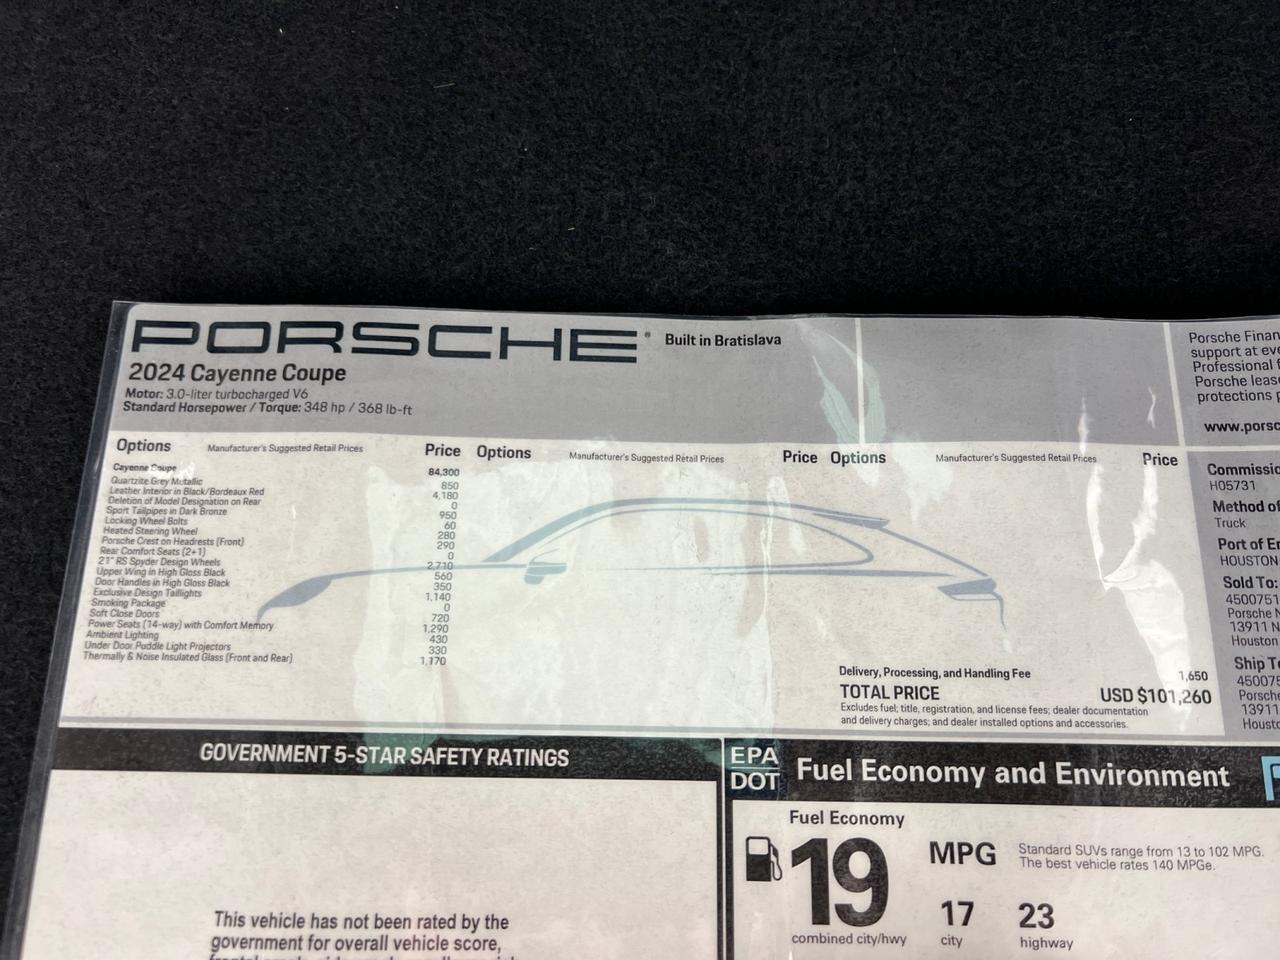 PORSCHE® Built in Bratislava
2024 Cayenne Coupe
Motor: 3.0-liter turbocharged V6
Standard Horsepower / Torque: 348 hp / 368 lb-ft
Porsche Finan
support at eve
Professional f
Porsche leas
protections p
www.porsc
Options Manufacturer's Suggested Retail Prices Price Options Manufacturer's Suggested Retail Prices Price Options Manufacturer's Suggested Retail Prices Price
Cayenne Coupe 84,300
Quartzite Grey Metallic 850
Leather Interior in Black/Bordeaux Red 4,180
Deletion of Model Designation on Rear 0
Sport Tailpipes in Dark Bronze 950
Locking Wheel Bolts 60
Heated Steering Wheel 280
Porsche Crest on Headrests (Front) 290
Rear Comfort Seats (2+1) 0
21" RS Spyder Design Wheels 2,710
Upper Wing in High Gloss Black 560
Door Handles in High Gloss Black 350
Exclusive Design Taillights 1,140
Smoking Package 0
Soft Close Doors 720
Power Seats (14-way) with Comfort Memory 1,290
Ambient Lighting 430
Under Door Puddle Light Projectors 330
Thermally & Noise Insulated Glass (Front and Rear) 1,170
Delivery, Processing, and Handling Fee 1,650
TOTAL PRICE USD $101,260
Excludes fuel; title, registration, and license fees; dealer documentation
and delivery charges; and dealer installed options and accessories.
Commissio
H05731
Method of
Truck
Port of En
HOUSTON
Sold To:
4500751
Porsche N
13911 N
Houston
Ship To
450075
Porsche
13911
Houst
GOVERNMENT 5-STAR SAFETY RATINGS
This vehicle has not been rated by the
government for overall vehicle score,
EPA
DOT
Fuel Economy and Environment
Fuel Economy
19 MPG
combined city/hwy
17 city
23 highway
Standard SUVs range from 13 to 102 MPG.
The best vehicle rates 140 MPGe.